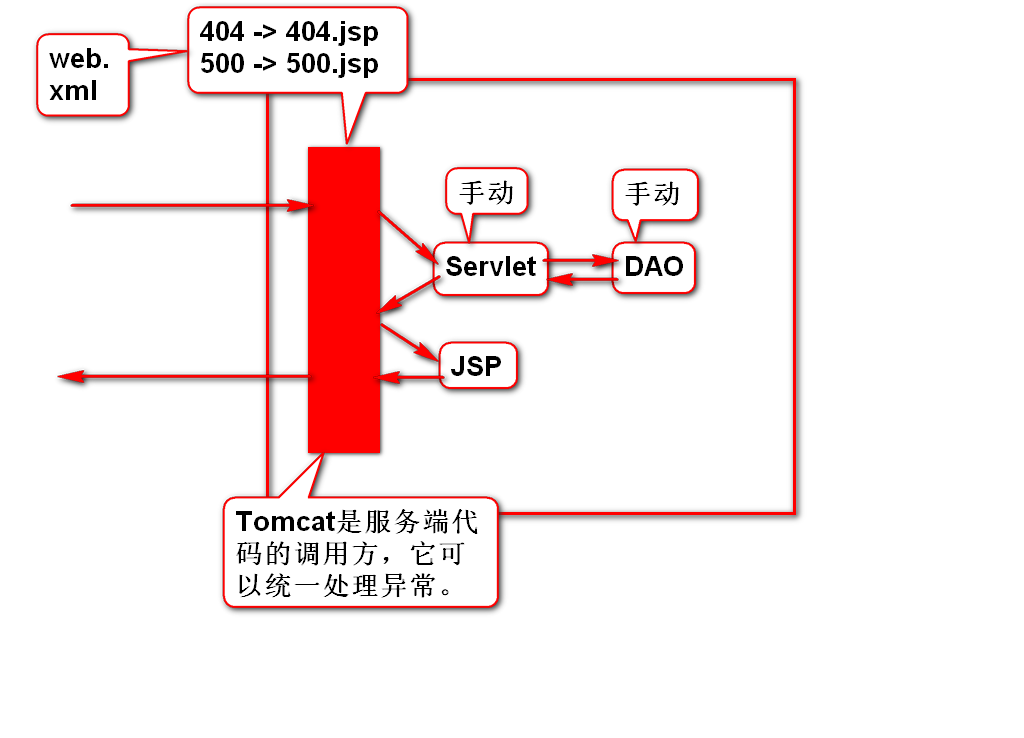 404 -> 404.jsp
500 -> 500.jsp
web.
xml
手动
手动
Servlet
DAO
JSP
Tomcat是服务端代
码的调用方，它可
以统一处理异常。